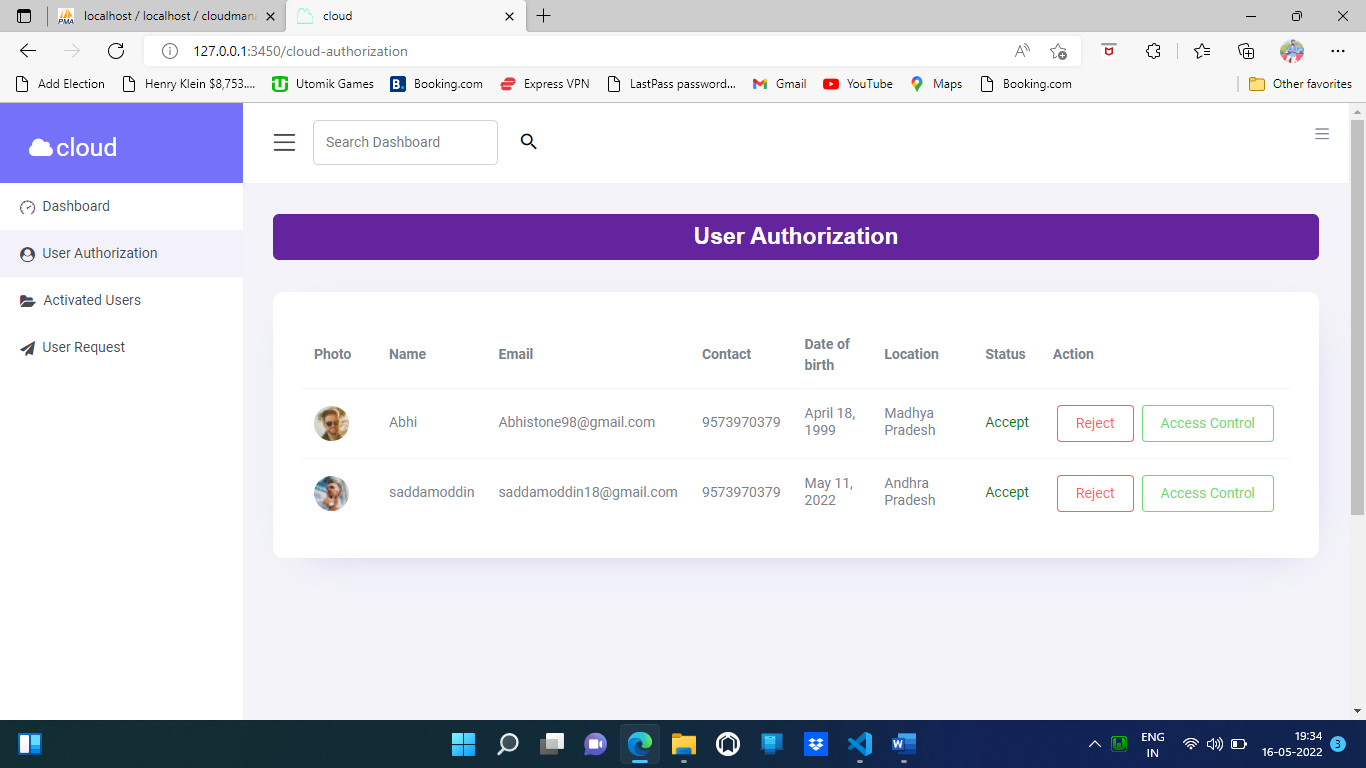 localhost / localhost / cloudmana
cloud
127.0.0.1:3450/cloud-authorization
Add Election
Henry Klein $8,753....
Utomik Games
Booking.com
Express VPN
LastPass password...
Gmail
YouTube
Maps
Booking.com
Other favorites
cloud
Search Dashboard
Dashboard
User Authorization
Activated Users
User Request
User Authorization
Photo Name Email Contact Date of birth Location Status Action
Abhi Abhistone98@gmail.com 9573970379 April 18, 1999 Madhya Pradesh Accept Reject Access Control
saddamoddin saddamoddin18@gmail.com 9573970379 May 11, 2022 Andhra Pradesh Accept Reject Access Control
ENG
IN
19:34
16-05-2022
3